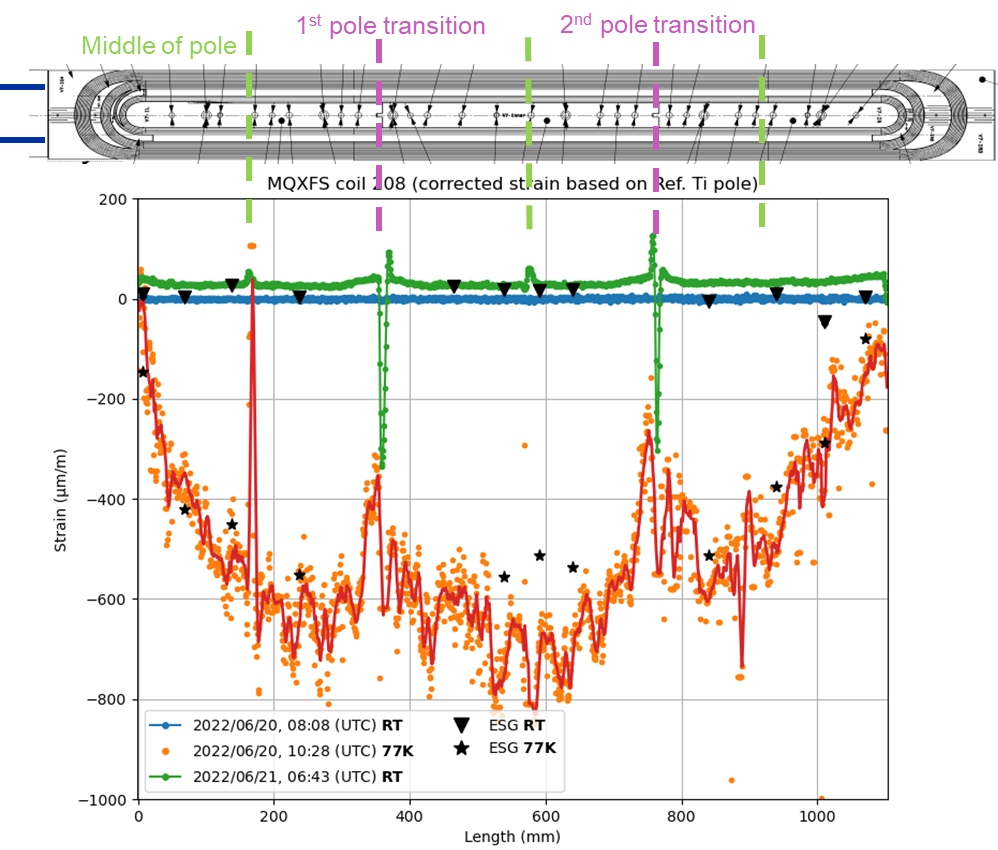 1st pole transition
2nd pole transition
Middle of pole
MQXFS coil 208 (corrected strain based on Ref. Ti pole)
200
0
−200
−400
−600
−800
−1000
Strain (μm/m)
2022/06/20, 08:08 (UTC) RT
2022/06/20, 10:28 (UTC) 77K
2022/06/21, 06:43 (UTC) RT
ESG RT
ESG 77K
0
200
400
600
800
1000
Length (mm)